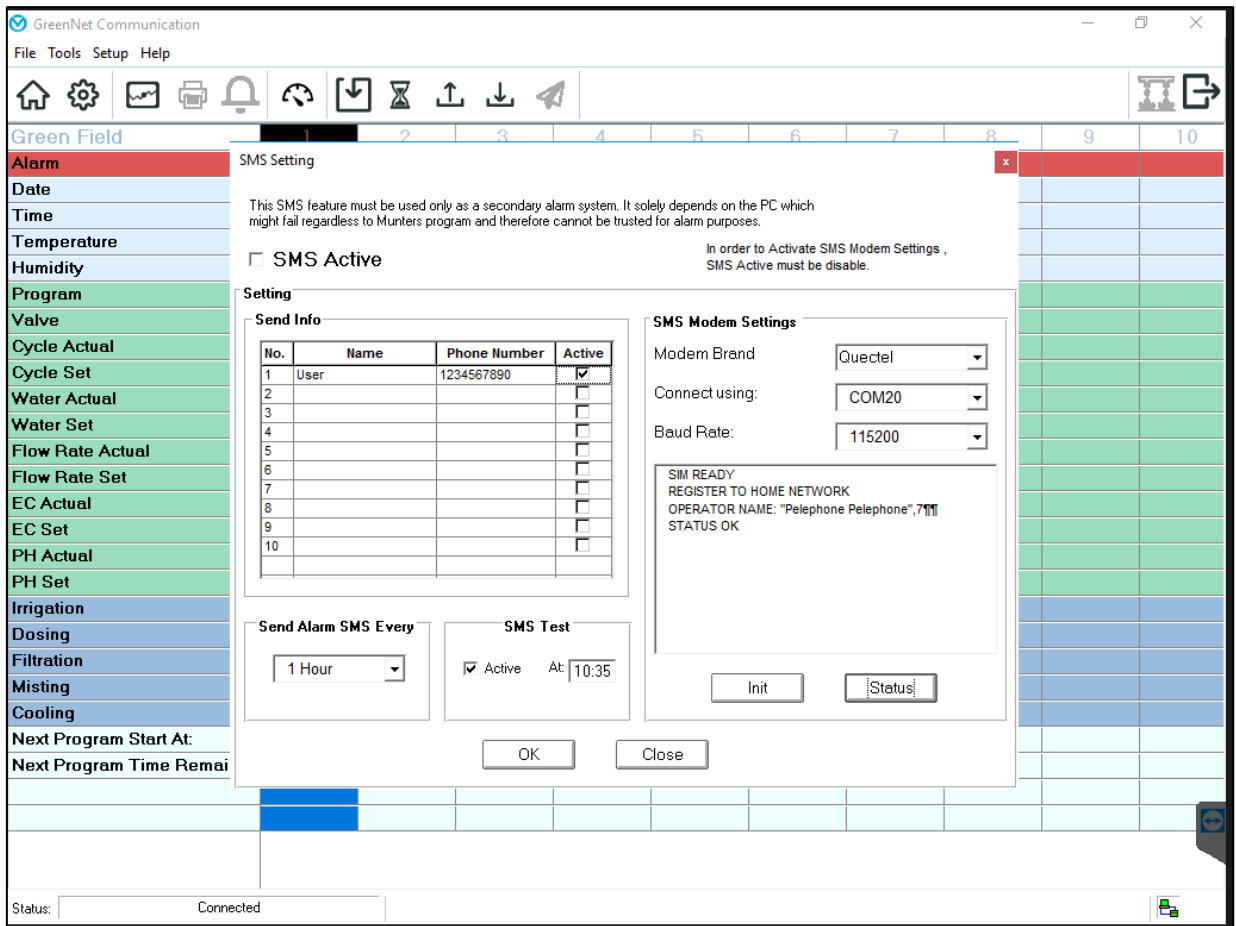 GreenNet Communication
File Tools Setup Help
Green Field 1 2 3 4 5 6 7 8 9 10
Alarm
Date
Time
Temperature
Humidity
Program
Valve
Cycle Actual
Cycle Set
Water Actual
Water Set
Flow Rate Actual
Flow Rate Set
EC Actual
EC Set
PH Actual
PH Set
Irrigation
Dosing
Filtration
Misting
Cooling
Next Program Start At:
Next Program Time Remai
SMS Setting
x
This SMS feature must be used only as a secondary alarm system. It solely depends on the PC which
might fail regardless to Munters program and therefore cannot be trusted for alarm purposes.
SMS Active
In order to Activate SMS Modem Settings ,
SMS Active must be disable.
Setting
Send Info
No. Name Phone Number Active
1 User 1234567890
2
3
4
5
6
7
8
9
10
Send Alarm SMS Every
1 Hour
SMS Test
Active At: 10:35
SMS Modem Settings
Modem Brand Quectel
Connect using: COM20
Baud Rate: 115200
SIM READY
REGISTER TO HOME NETWORK
OPERATOR NAME: "Pelephone Pelephone",7¶¶
STATUS OK
Init Status
OK Close
Status: Connected